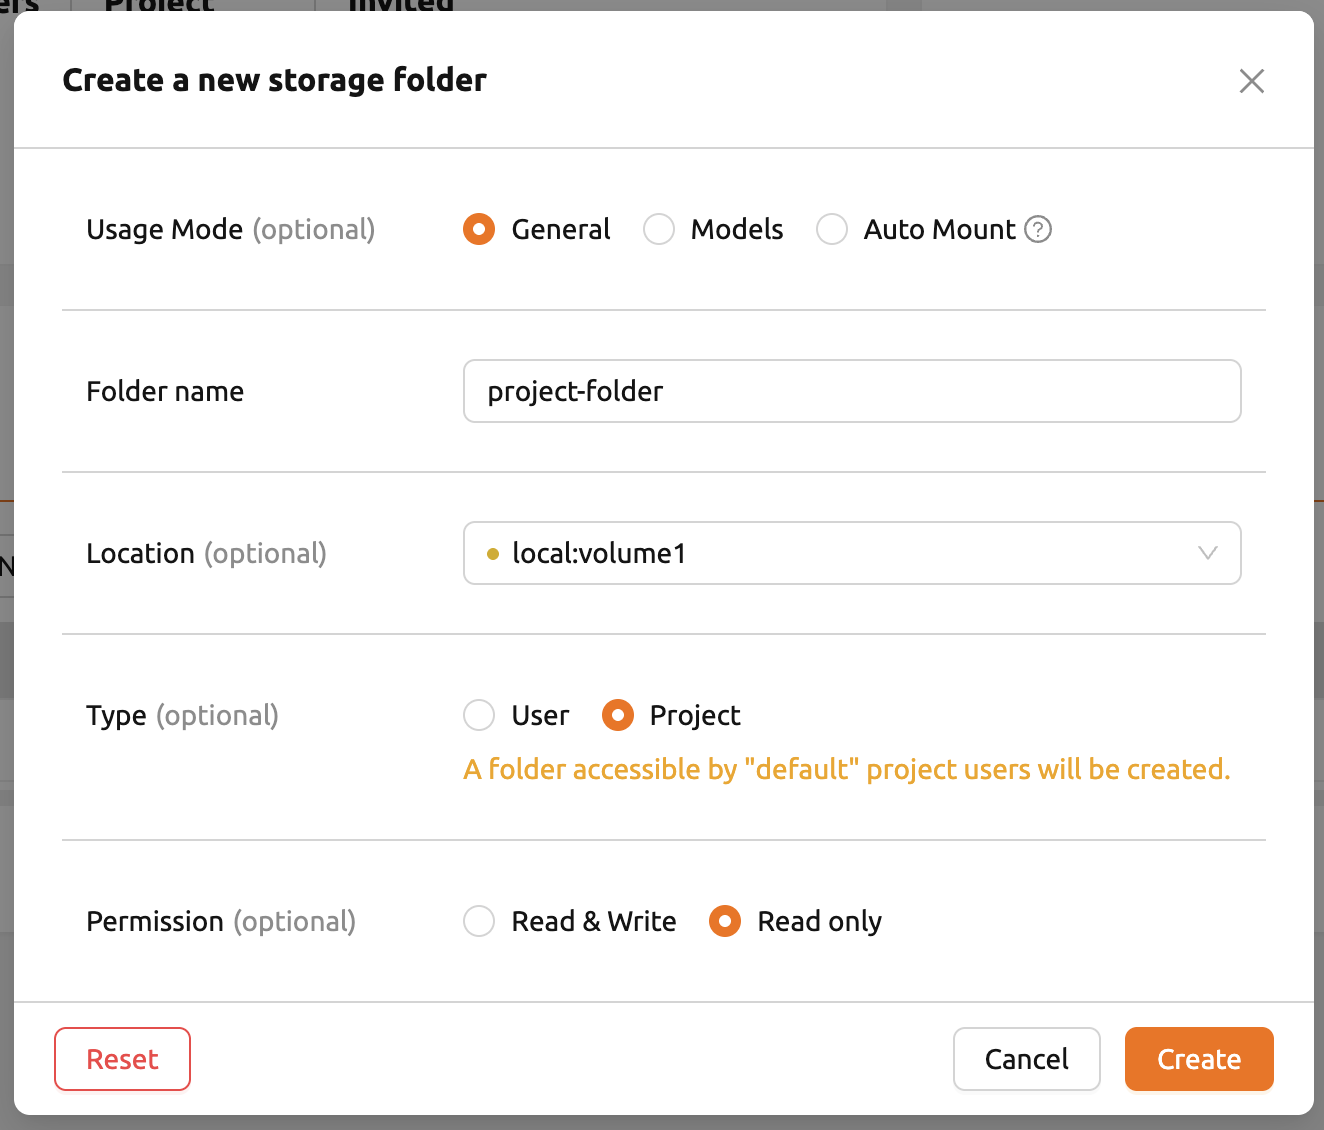 Project Invited
Create a new storage folder
Usage Mode (optional) General Models Auto Mount ?
Folder name project-folder
Location (optional) local:volume1
Type (optional) User Project
A folder accessible by "default" project users will be created.
Permission (optional) Read & Write Read only
Reset Cancel Create